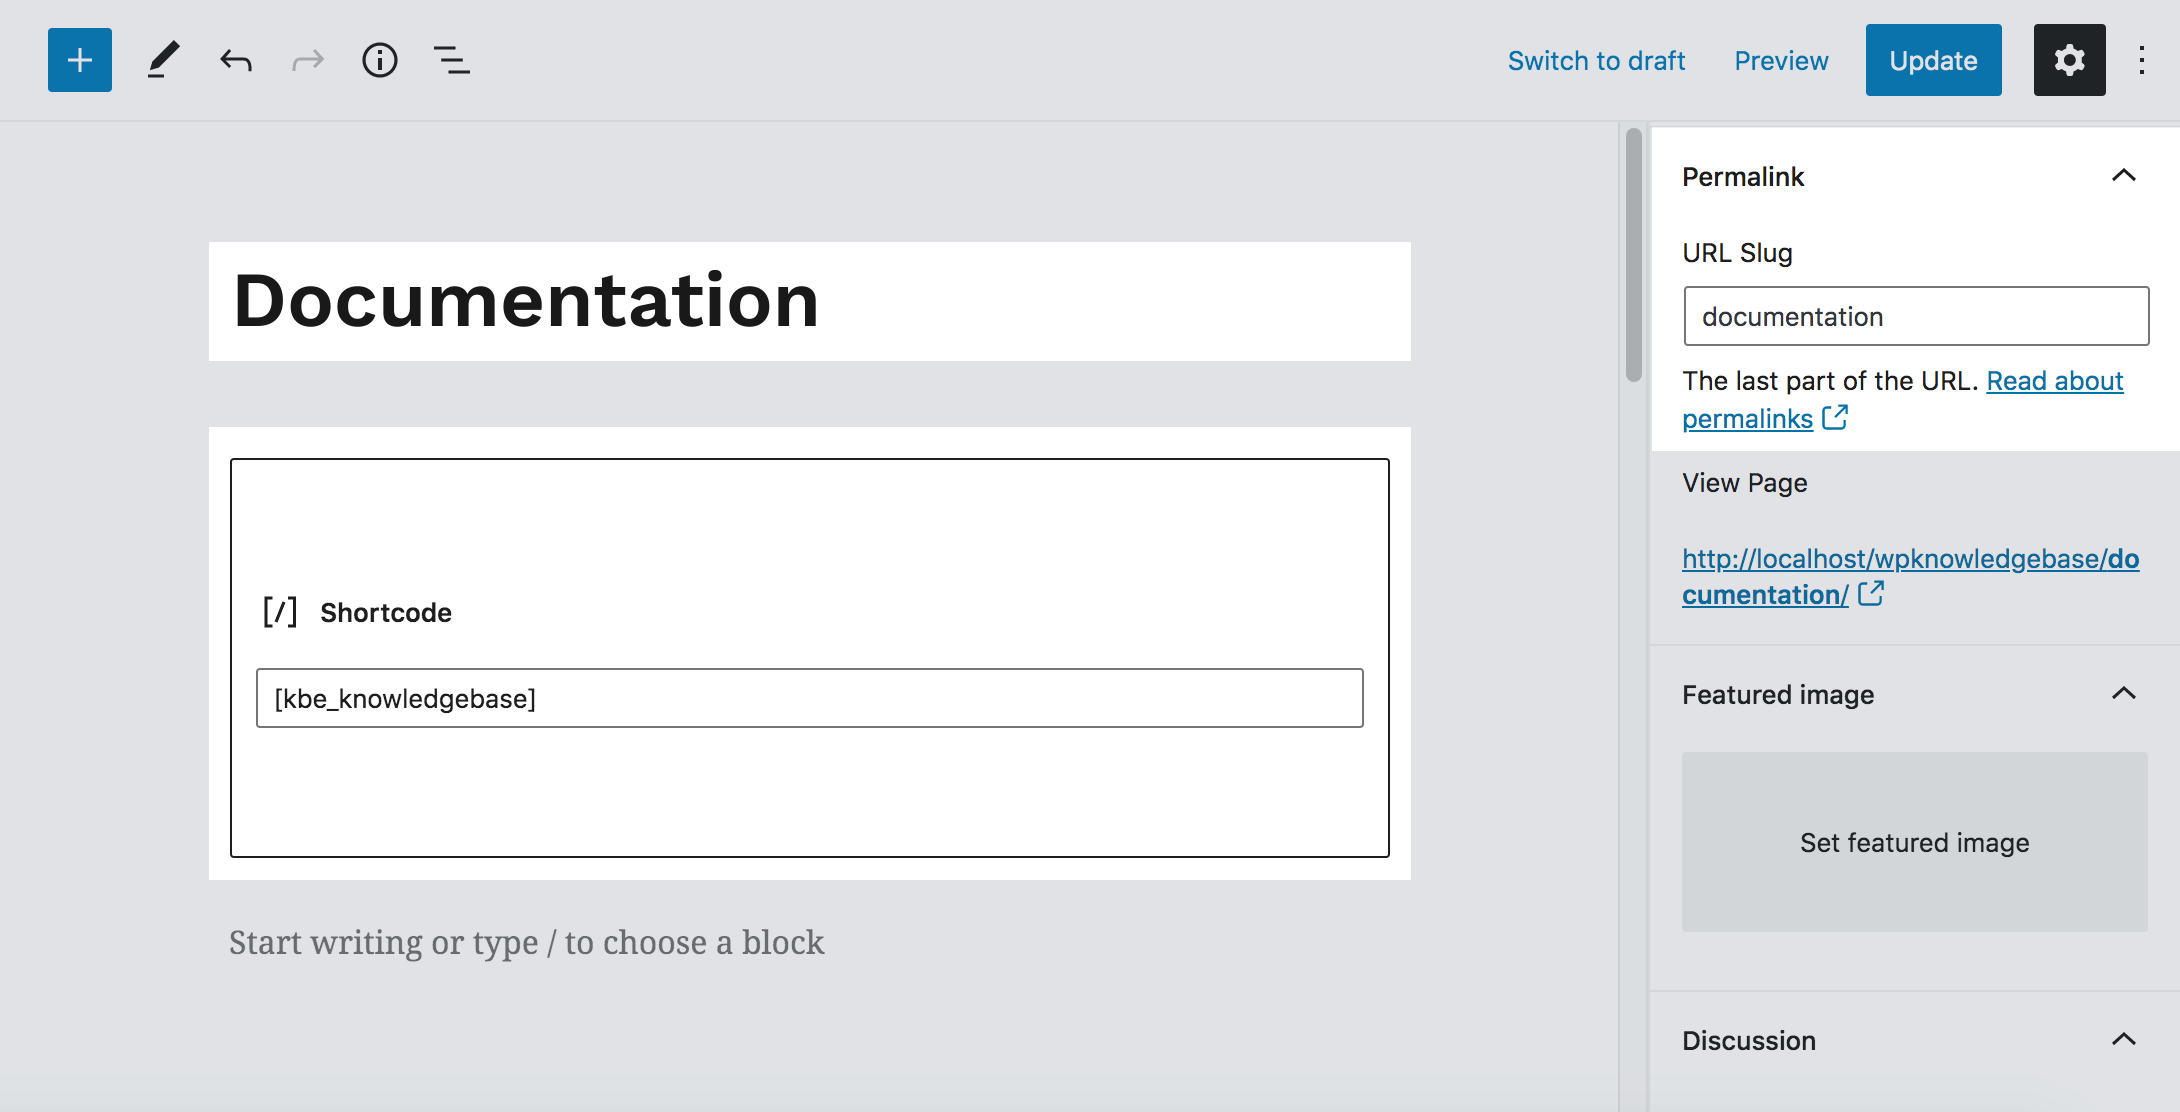 Switch to draft
Preview
Update
Documentation
[/] Shortcode
[kbe_knowledgebase]
Start writing or type / to choose a block
Permalink
URL Slug
documentation
The last part of the URL. Read about
permalinks
View Page
http://localhost/wpknowledgebase/do
cumentation/
Featured image
Set featured image
Discussion